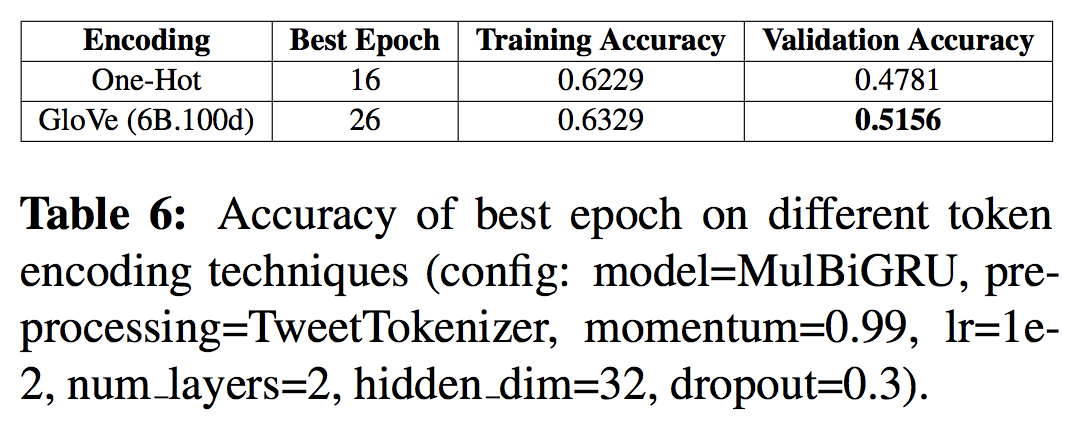 Encoding Best Epoch Training Accuracy Validation Accuracy
One-Hot 16 0.6229 0.4781
GloVe (6B.100d) 26 0.6329 0.5156
Table 6: Accuracy of best epoch on different token
encoding techniques (config: model=MulBiGRU, pre-
processing=TweetTokenizer, momentum=0.99, lr=1e-
2, num_layers=2, hidden_dim=32, dropout=0.3).